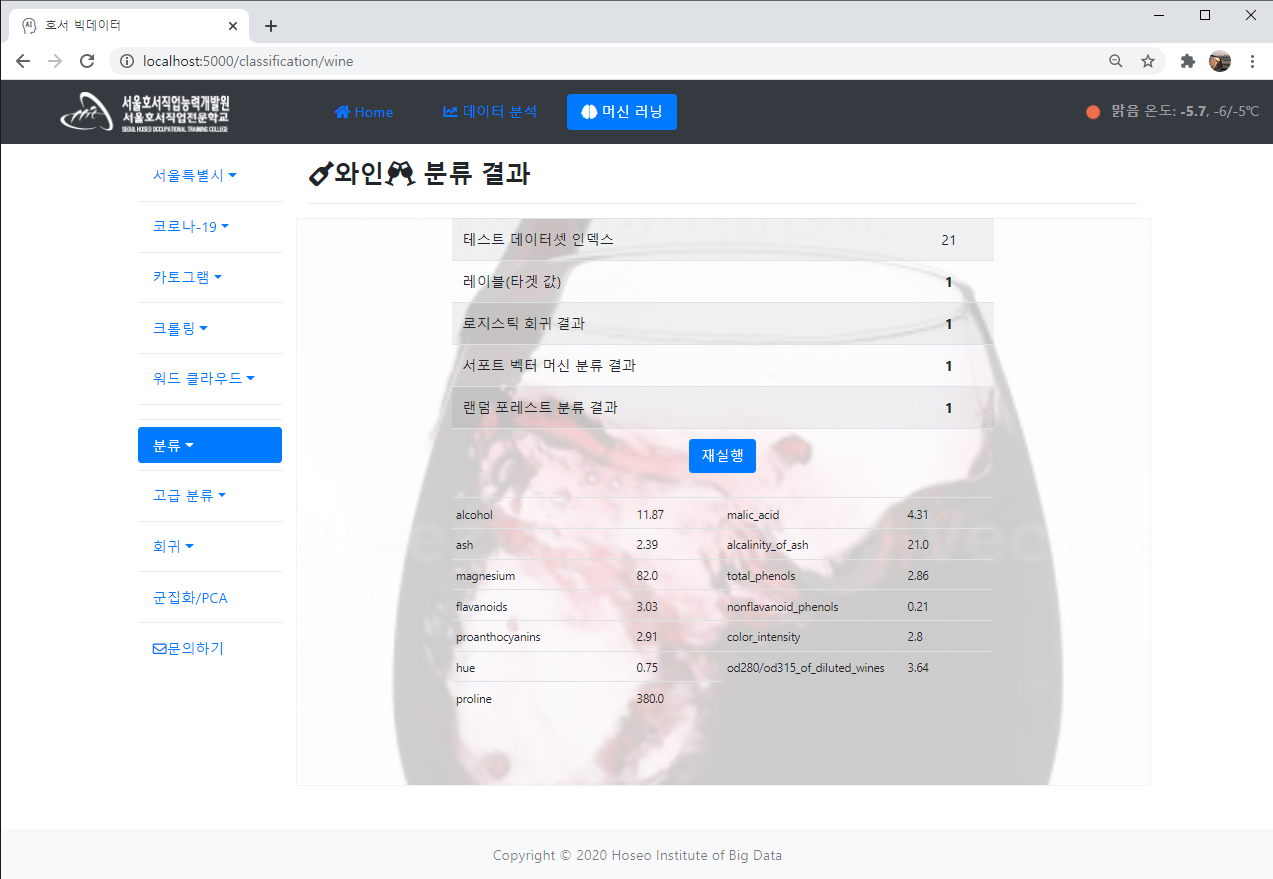 호서 빅데이터
localhost:5000/classification/wine
서울호서직업능력개발원
서울호서직업전문학교
SEOUL HOSEO OCCUPATIONAL TRAINING COLLEGE
Home 데이터 분석 머신 러닝
맑음 온도: -5.7, -6/-5℃
서울특별시
코로나-19
카토그램
크롤링
워드 클라우드
분류
고급 분류
회귀
군집화/PCA
문의하기
와인 분류 결과
테스트 데이터셋 인덱스 21
레이블(타겟 값) 1
로지스틱 회귀 결과 1
서포트 벡터 머신 분류 결과 1
랜덤 포레스트 분류 결과 1
재실행
alcohol 11.87 malic_acid 4.31
ash 2.39 alcalinity_of_ash 21.0
magnesium 82.0 total_phenols 2.86
flavanoids 3.03 nonflavanoid_phenols 0.21
proanthocyanins 2.91 color_intensity 2.8
hue 0.75 od280/od315_of_diluted_wines 3.64
proline 380.0
Copyright © 2020 Hoseo Institute of Big Data